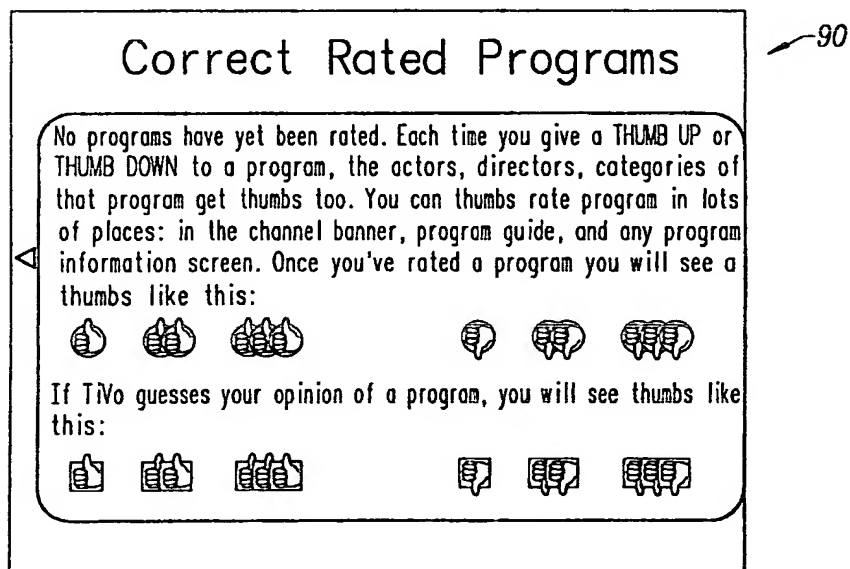 Correct Rated Programs
90
No programs have yet been rated. Each time you give a THUMB UP or
THUMB DOWN to a program, the actors, directors, categories of
that program get thumbs too. You can thumbs rate program in lots
of places: in the channel banner, program guide, and any program
information screen. Once you've rated a program you will see a
thumbs like this:
If TiVo guesses your opinion of a program, you will see thumbs like
this: